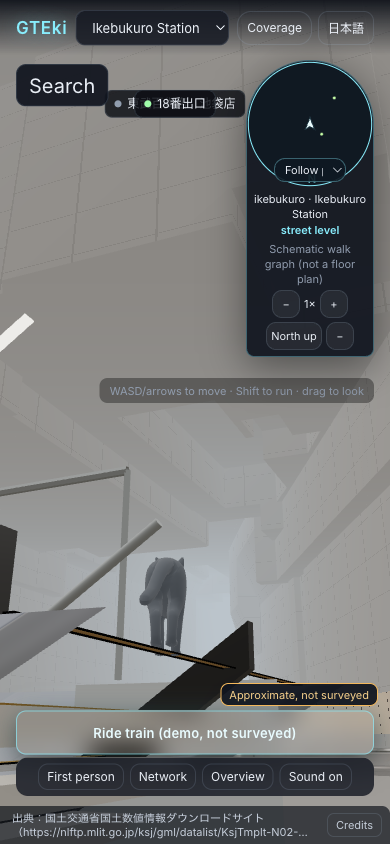 GTEki
Ikebukuro Station
Coverage
日本語
Search
18番出口
Follow
ikebukuro · Ikebukuro
Station
street level
Schematic walk
graph (not a floor
plan)
− 1× +
North up −
WASD/arrows to move · Shift to run · drag to look
Approximate, not surveyed
Ride train (demo, not surveyed)
First person
Network
Overview
Sound on
出典：国土交通省国土数値情報ダウンロードサイト
（https://nlftp.mlit.go.jp/ksj/gml/datalist/KsjTmplt-N02-...
Credits